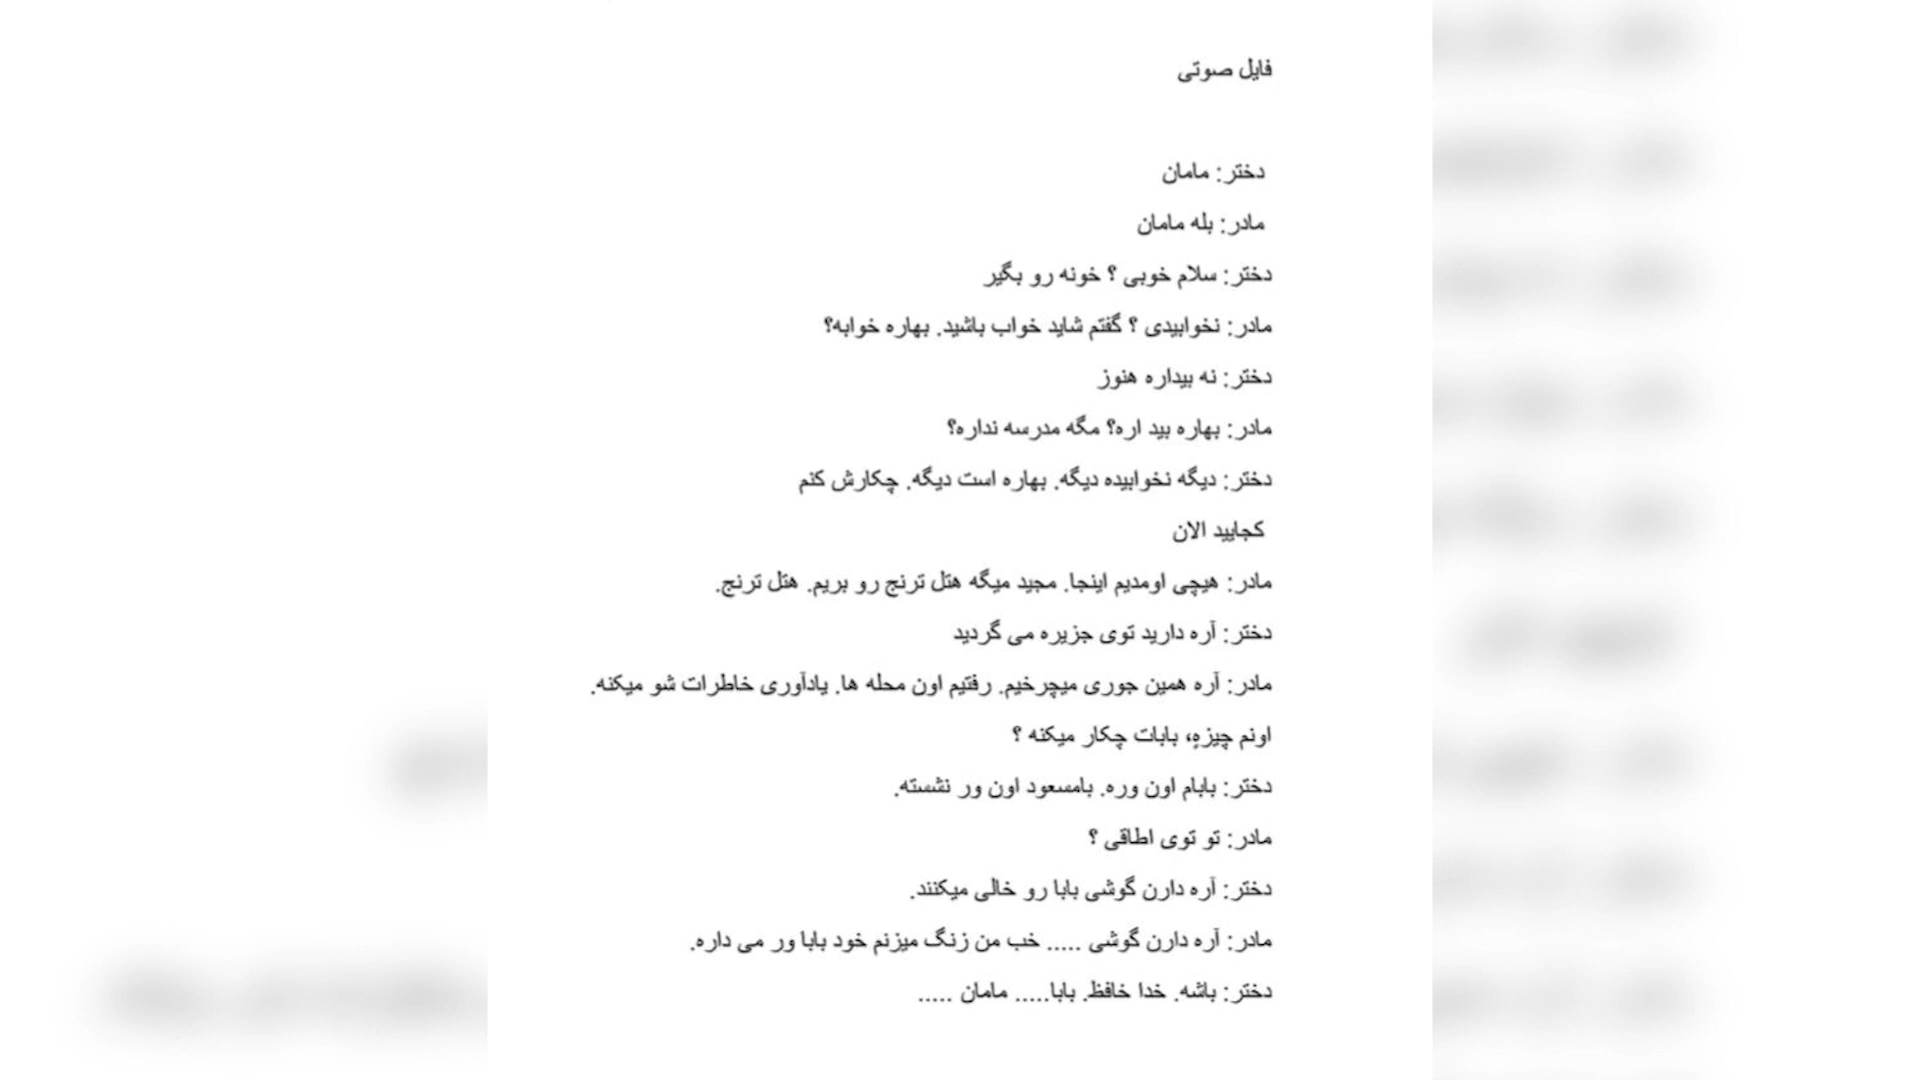 فایل صوتی
دختر: مامان
مادر: بله مامان
دختر: سلام خوبی ؟ خونه رو بگیر
مادر: نخوابیدی ؟ گفتم شاید خواب باشید. بهاره خوابه؟
دختر: نه بیداره هنوز
مادر: بهاره بید اره؟ مگه مدرسه نداره؟
دختر: دیگه نخوابیده دیگه. بهاره است دیگه. چکارش کنم
کجایید الان
مادر: هیچی اومدیم اینجا. مجید میگه هتل ترنج رو بریم. هتل ترنج.
دختر: آره دارید توی جزیره می گردید
مادر: آره همین جوری میچرخیم. رفتیم اون محله ها. یادآوری خاطرات شو میکنه.
اونم چیزهِ، بابات چکار میکنه ؟
دختر: بابام اون وره. بامسعود اون ور نشسته.
مادر: تو توی اطاقی ؟
دختر: آره دارن گوشی بابا رو خالی میکنند.
مادر: آره دارن گوشی ..... خب من زنگ میزنم خود بابا ور می داره.
دختر: باشه. خدا خافظ. بابا..... مامان .....